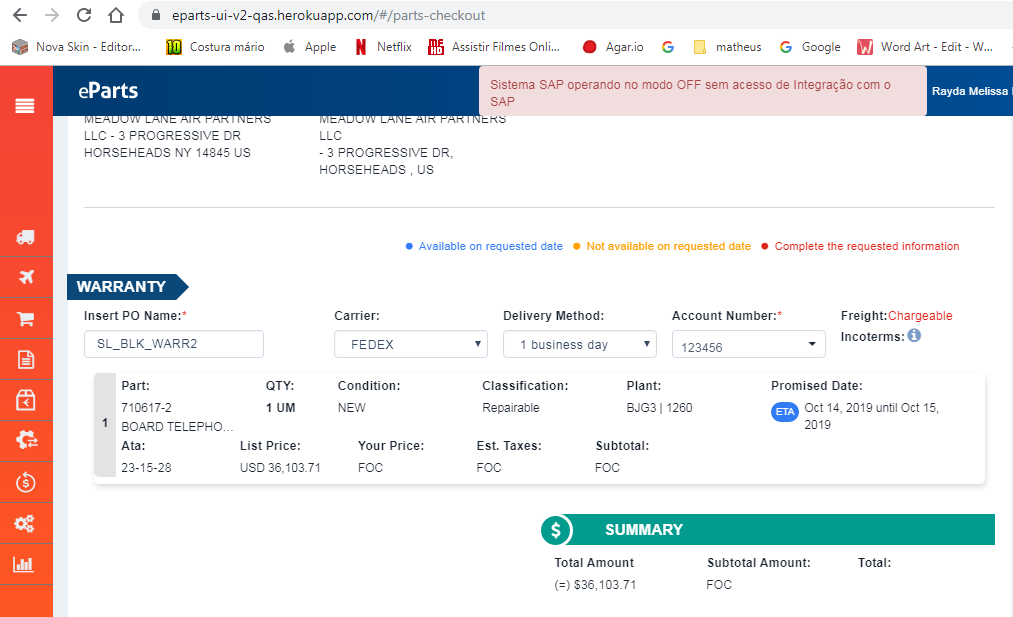 eparts-ui-v2-qas.herokuapp.com/#/parts-checkout
Nova Skin - Editor... Costura mário Apple Netflix Assistir Filmes Onli... Agar.io matheus Google Word Art - Edit - W...
eParts
Sistema SAP operando no modo OFF sem acesso de Integração com o
SAP
Rayda Melissa
MEADOW LANE AIR PARTNERS
LLC - 3 PROGRESSIVE DR
HORSEHEADS NY 14845 US
MEADOW LANE AIR PARTNERS
LLC
- 3 PROGRESSIVE DR,
HORSEHEADS , US
Available on requested date Not available on requested date Complete the requested information
WARRANTY
Insert PO Name:* Carrier: Delivery Method: Account Number:* Freight:Chargeable
Incoterms:
SL_BLK_WARR2 FEDEX 1 business day 123456
1
Part: QTY: Condition: Classification: Plant: Promised Date:
710617-2 1 UM NEW Repairable BJG3 | 1260 ETA Oct 14, 2019 until Oct 15,
2019
BOARD TELEPHO...
Ata: List Price: Your Price: Est. Taxes: Subtotal:
23-15-28 USD 36,103.71 FOC FOC FOC
$ SUMMARY
Total Amount Subtotal Amount: Total:
(=) $36,103.71 FOC